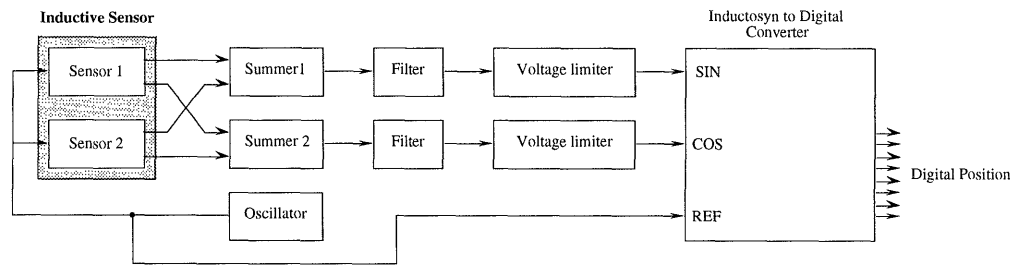 Inductive Sensor
Inductosyn to Digital
Converter
Sensor 1
Summer1
Filter
Voltage limiter
SIN
Sensor 2
Summer 2
Filter
Voltage limiter
COS
Digital Position
Oscillator
REF